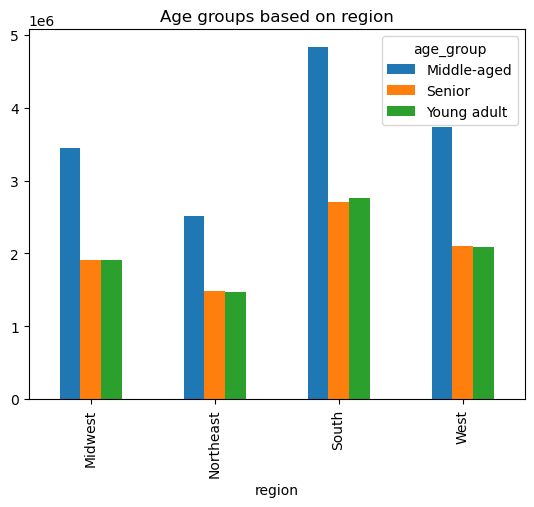 Age groups based on region
1e6
5
4
3
2
1
0
age_group
Middle-aged
Senior
Young adult
Midwest
Northeast
South
West
region